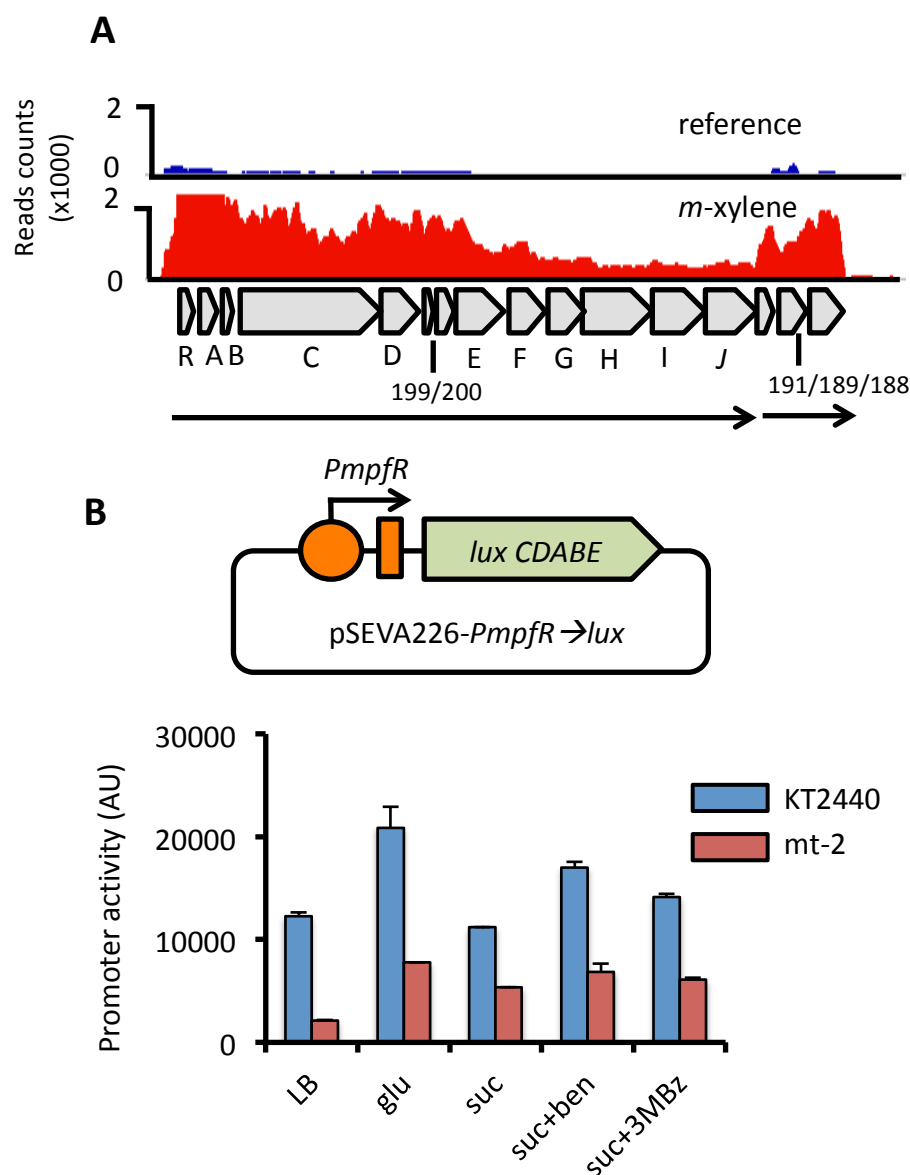 A
Reads counts
(x1000)
2
0
reference
2
0
m-xylene
R A B C D E F G H I J
199/200
191/189/188
B
PmpfR
lux CDABE
pSEVA226-PmpfR→lux
Promoter activity (AU)
30000
20000
10000
0
KT2440
mt-2
LB
glu
suc
suc+ben
suc+3MBz